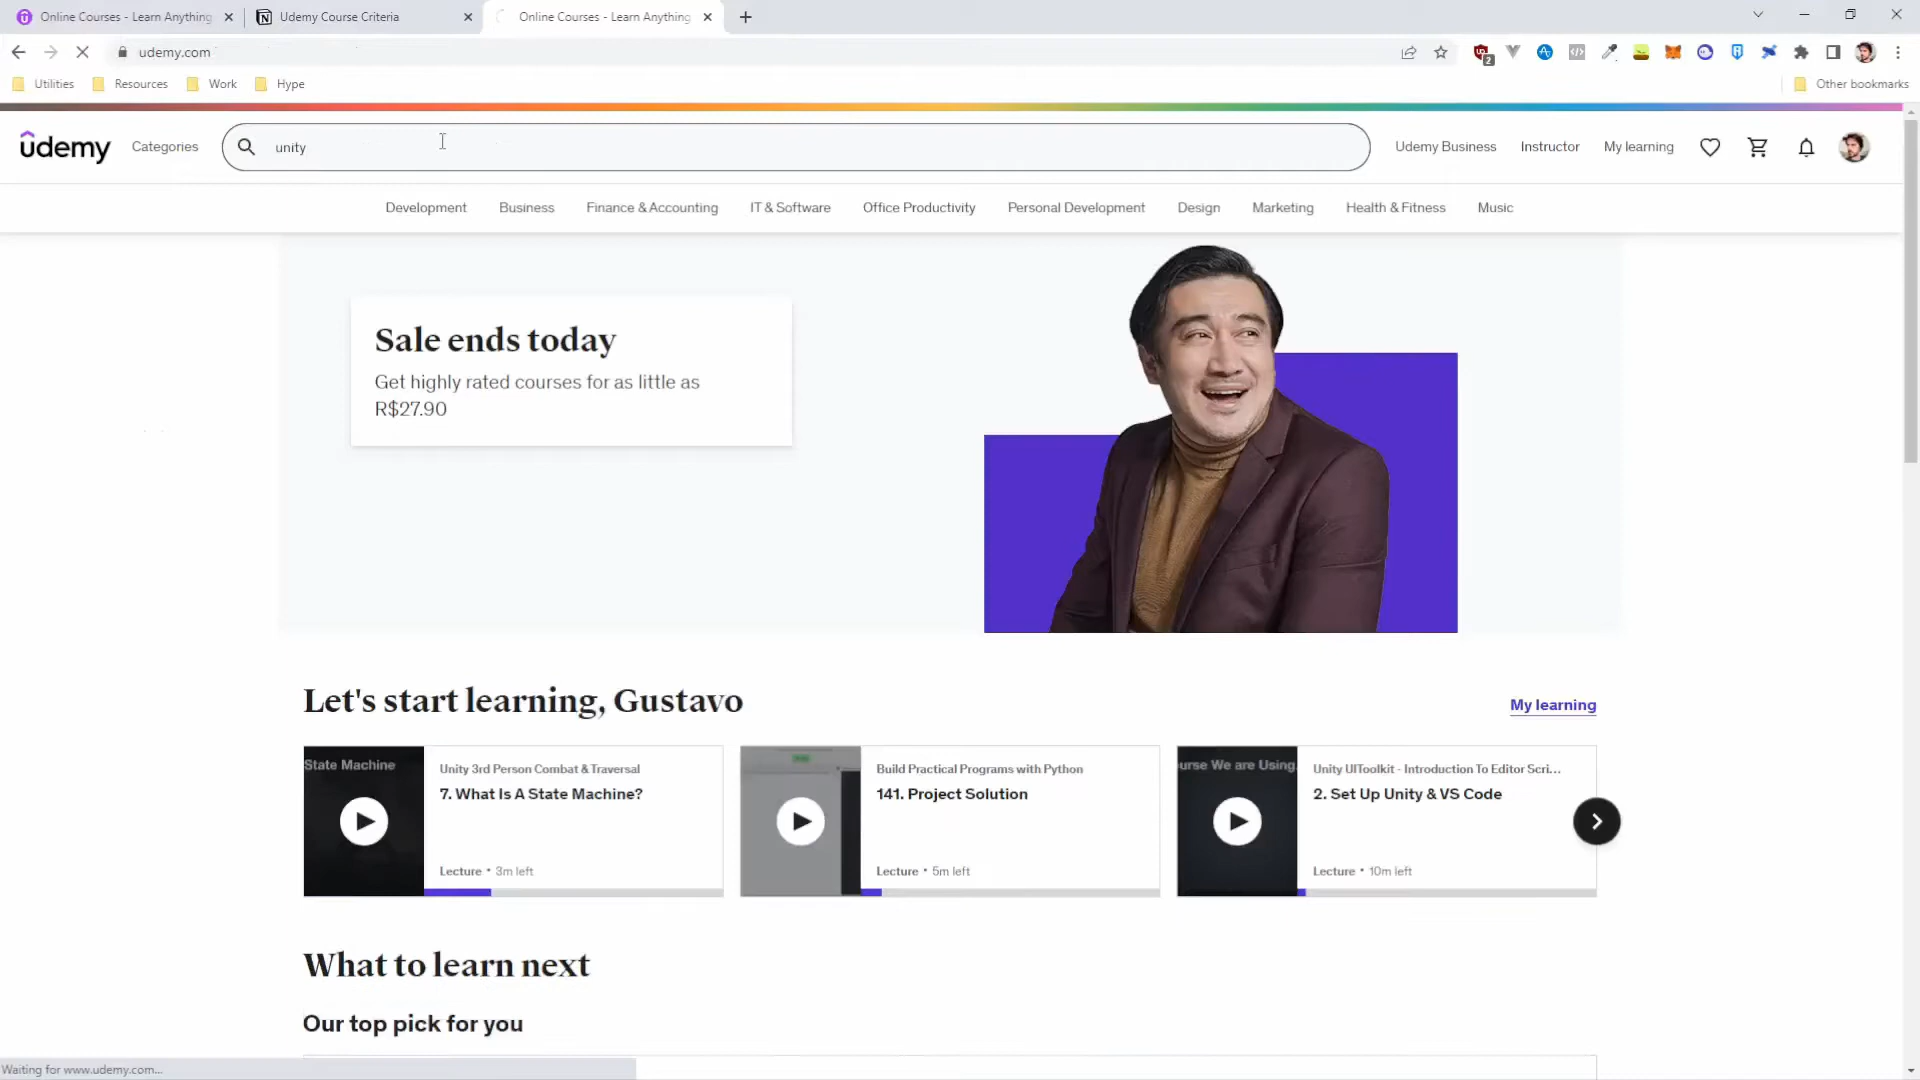 Online Courses - Learn Anything
Udemy Course Criteria
Online Courses - Learn Anything
udemy.com
2
Utilities
Resources
Work
Hype
Other bookmarks
ûdemy
Categories
unity
Udemy Business
Instructor
My learning
Development
Business
Finance & Accounting
IT & Software
Office Productivity
Personal Development
Design
Marketing
Health & Fitness
Music
Sale ends today
Get highly rated courses for as little as
R$27.90
Let's start learning, Gustavo
My learning
State Machine
Unity 3rd Person Combat & Traversal
7. What Is A State Machine?
Lecture • 3m left
Build Practical Programs with Python
141. Project Solution
Lecture • 5m left
urse We are Using.
Unity UIToolkit - Introduction To Editor Scri...
2. Set Up Unity & VS Code
Lecture • 10m left
What to learn next
Our top pick for you
Waiting for www.udemy.com...